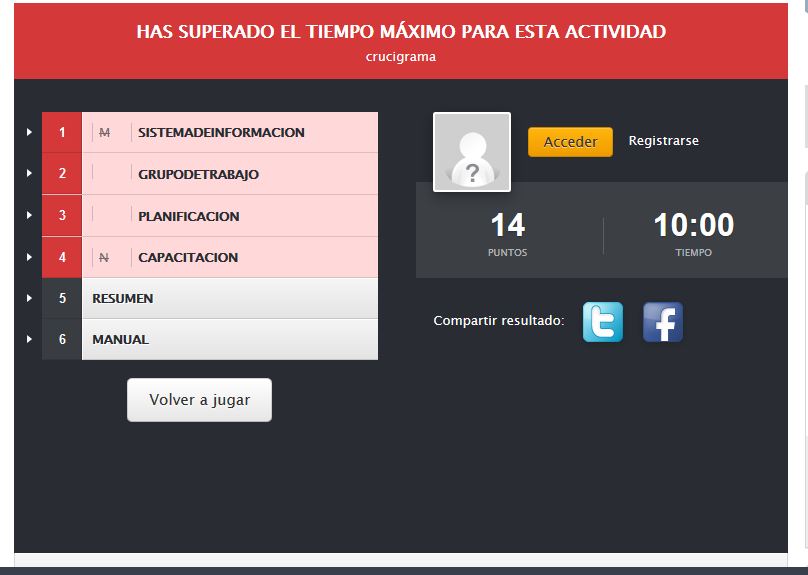 HAS SUPERADO EL TIEMPO MÁXIMO PARA ESTA ACTIVIDAD
crucigrama
1 M SISTEMADEINFORMACION
2 GRUPODETRABAJO
3 PLANIFICACION
4 N CAPACITACION
5 RESUMEN
6 MANUAL
Volver a jugar
?
Acceder Registrarse
14 10:00
PUNTOS TIEMPO
Compartir resultado: t f